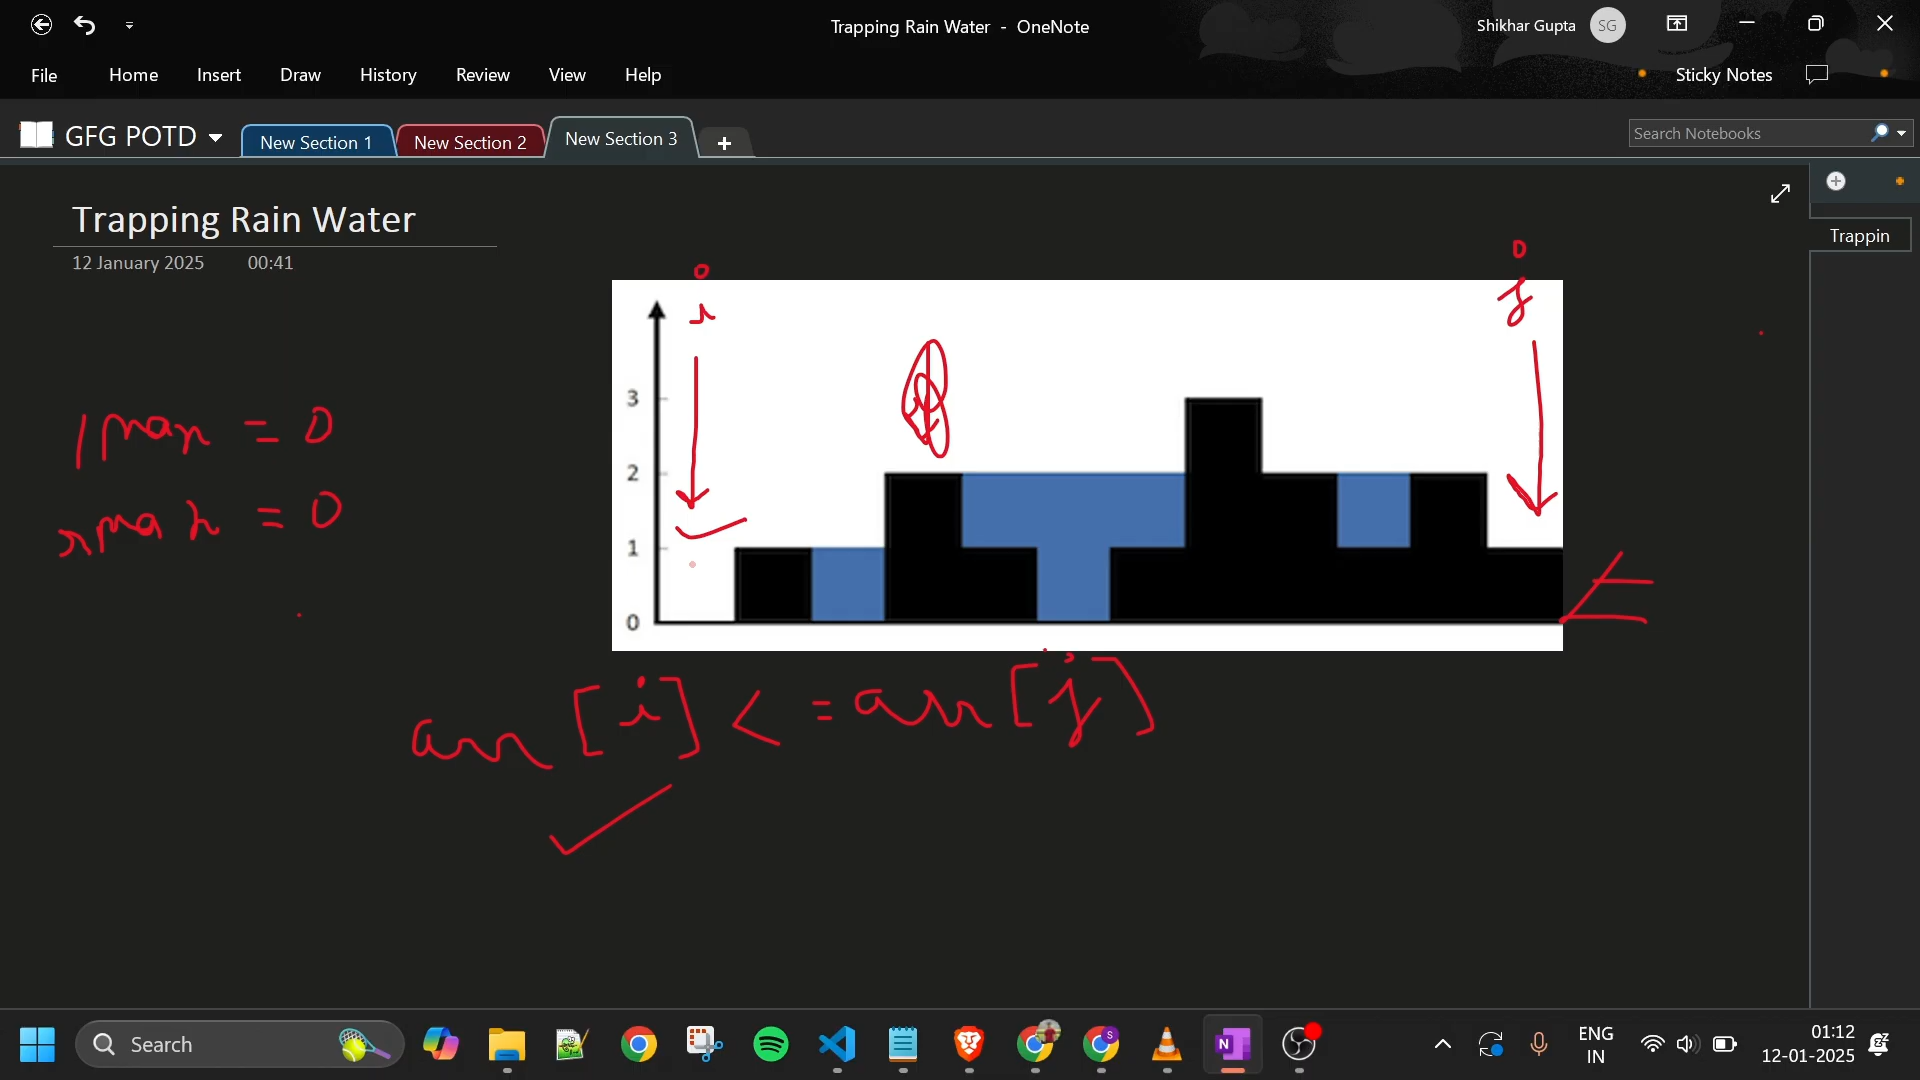 Trapping Rain Water - OneNote
Shikhar Gupta
SG
File Home Insert Draw History Review View Help
Sticky Notes
GFG POTD
New Section 1
New Section 2
New Section 3
Search Notebooks
Trapping Rain Water
12 January 2025 00:41
Trappin
0
i
0
j
3
2
1
0
lmax = 0
rmax = 0
arr[i] <= arr[j]
Search
ENG
IN
01:12
12-01-2025